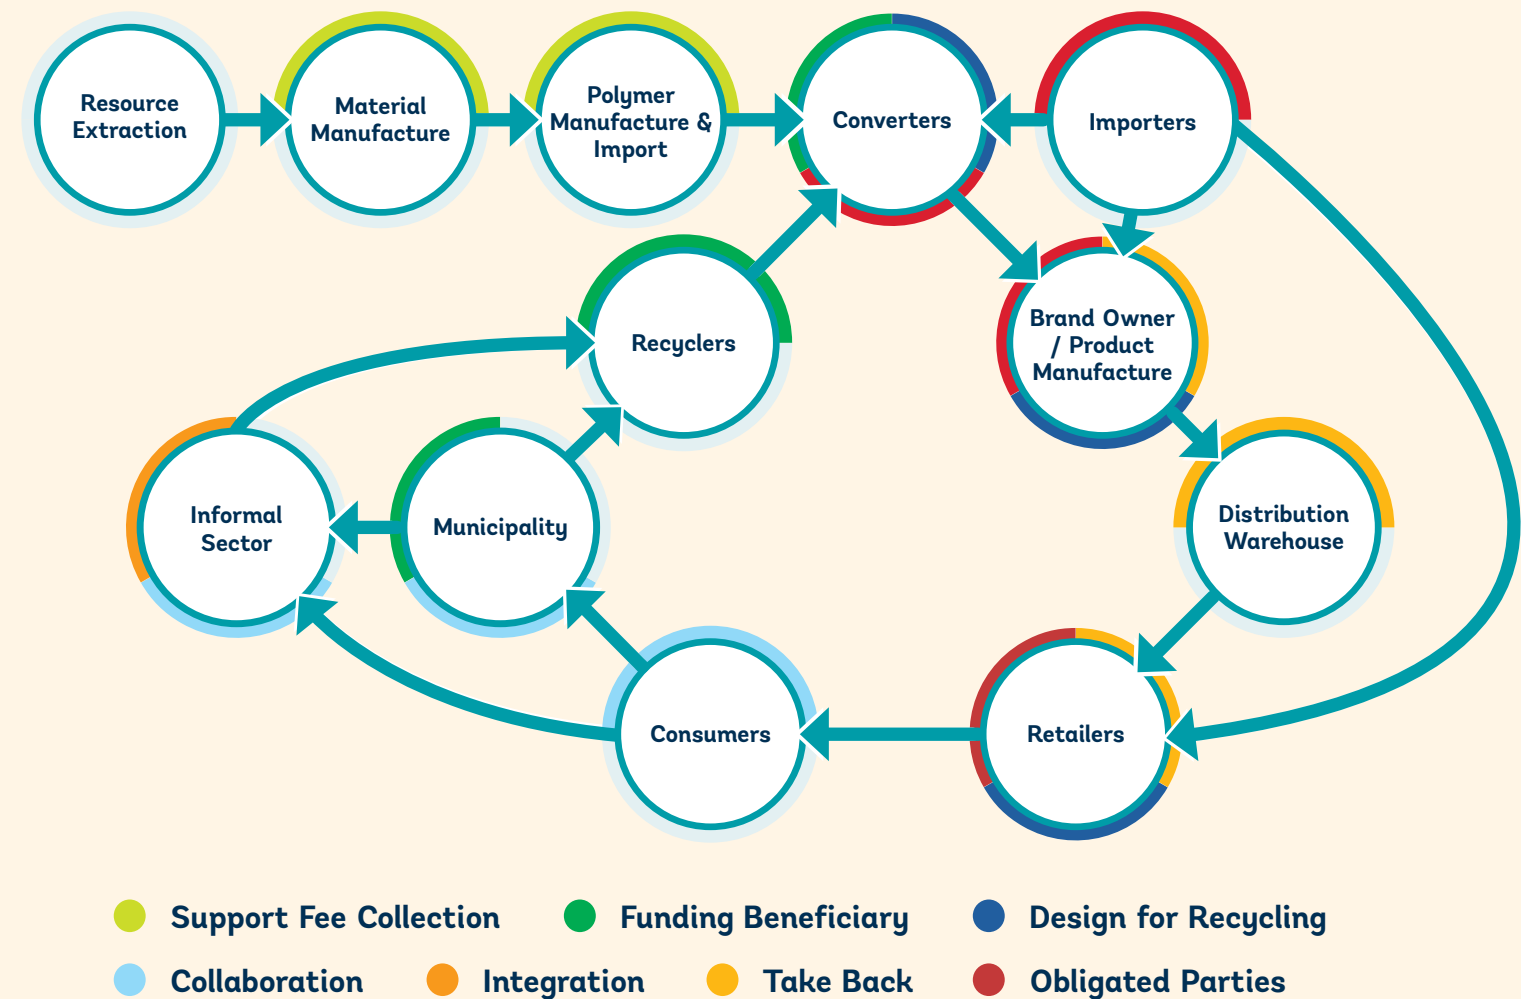 Resource
Extraction
Material
Manufacture
Polymer
Manufacture &
Import
Converters
Importers
Recyclers
Brand Owner
/ Product
Manufacture
Informal
Sector
Municipality
Distribution
Warehouse
Consumers
Retailers
Support Fee Collection
Funding Beneficiary
Design for Recycling
Collaboration
Integration
Take Back
Obligated Parties